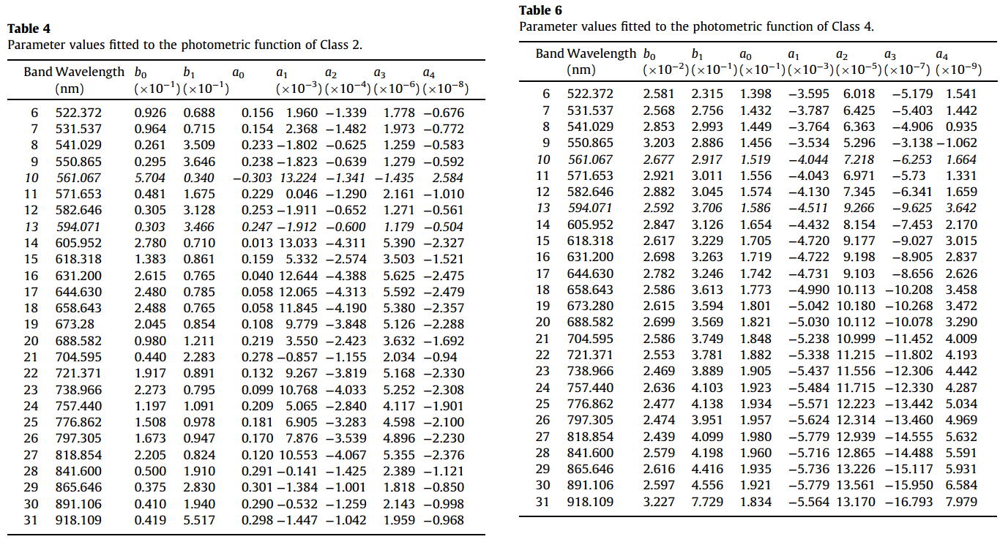 Table 4
Parameter values fitted to the photometric function of Class 2.
Band Wavelength b0 b1 a0 a1 a2 a3 a4
(nm) (×10−1) (×10−1) (×10−3) (×10−4) (×10−6) (×10−8)
6 522.372 0.926 0.688 0.156 1.960 −1.339 1.778 −0.676
7 531.537 0.964 0.715 0.154 2.368 −1.482 1.973 −0.772
8 541.029 0.261 3.509 0.233 −1.802 −0.625 1.259 −0.583
9 550.865 0.295 3.646 0.238 −1.823 −0.639 1.279 −0.592
10 561.067 5.704 0.340 −0.303 13.224 −1.341 −1.435 2.584
11 571.653 0.481 1.675 0.229 0.046 −1.290 2.161 −1.010
12 582.646 0.305 3.128 0.253 −1.911 −0.652 1.271 −0.561
13 594.071 0.303 3.466 0.247 −1.912 −0.600 1.179 −0.504
14 605.952 2.780 0.710 0.013 13.033 −4.311 5.390 −2.327
15 618.318 1.383 0.861 0.159 5.332 −2.574 3.503 −1.521
16 631.200 2.615 0.765 0.040 12.644 −4.388 5.625 −2.475
17 644.630 2.480 0.785 0.058 12.065 −4.313 5.592 −2.479
18 658.643 2.488 0.765 0.058 11.845 −4.190 5.380 −2.357
19 673.28 2.045 0.854 0.108 9.779 −3.848 5.126 −2.288
20 688.582 0.980 1.211 0.219 3.550 −2.423 3.632 −1.692
21 704.595 0.440 2.283 0.278 −0.857 −1.155 2.034 −0.94
22 721.371 1.917 0.891 0.132 9.267 −3.819 5.168 −2.330
23 738.966 2.273 0.795 0.099 10.768 −4.033 5.252 −2.308
24 757.440 1.197 1.091 0.209 5.065 −2.840 4.117 −1.901
25 776.862 1.508 0.978 0.181 6.905 −3.283 4.598 −2.100
26 797.305 1.673 0.947 0.170 7.876 −3.539 4.896 −2.230
27 818.854 2.205 0.824 0.120 10.553 −4.067 5.355 −2.376
28 841.600 0.500 1.910 0.291 −0.141 −1.425 2.389 −1.121
29 865.646 0.375 2.830 0.301 −1.384 −1.001 1.818 −0.850
30 891.106 0.410 1.940 0.290 −0.532 −1.259 2.143 −0.998
31 918.109 0.419 5.517 0.298 −1.447 −1.042 1.959 −0.968
Table 6
Parameter values fitted to the photometric function of Class 4.
Band Wavelength b0 b1 a0 a1 a2 a3 a4
(nm) (×10−2) (×10−1) (×10−1) (×10−3) (×10−5) (×10−7) (×10−9)
6 522.372 2.581 2.315 1.398 −3.595 6.018 −5.179 1.541
7 531.537 2.568 2.756 1.432 −3.787 6.425 −5.403 1.442
8 541.029 2.853 2.993 1.449 −3.764 6.363 −4.906 0.935
9 550.865 3.203 2.886 1.456 −3.534 5.296 −3.138 −1.062
10 561.067 2.677 2.917 1.519 −4.044 7.218 −6.253 1.664
11 571.653 2.921 3.011 1.556 −4.043 6.971 −5.73 1.331
12 582.646 2.882 3.045 1.574 −4.130 7.345 −6.341 1.659
13 594.071 2.592 3.706 1.586 −4.511 9.266 −9.625 3.642
14 605.952 2.847 3.126 1.654 −4.432 8.154 −7.453 2.170
15 618.318 2.617 3.229 1.705 −4.720 9.177 −9.027 3.015
16 631.200 2.698 3.263 1.719 −4.722 9.198 −8.905 2.837
17 644.630 2.782 3.246 1.742 −4.731 9.103 −8.656 2.626
18 658.643 2.586 3.613 1.773 −4.990 10.113 −10.208 3.458
19 673.280 2.615 3.594 1.801 −5.042 10.180 −10.268 3.472
20 688.582 2.699 3.569 1.821 −5.030 10.112 −10.078 3.290
21 704.595 2.586 3.749 1.848 −5.238 10.999 −11.452 4.009
22 721.371 2.553 3.781 1.882 −5.338 11.215 −11.802 4.193
23 738.966 2.469 3.889 1.905 −5.437 11.556 −12.306 4.442
24 757.440 2.636 4.103 1.923 −5.484 11.715 −12.330 4.287
25 776.862 2.477 4.138 1.934 −5.571 12.223 −13.442 5.034
26 797.305 2.474 3.951 1.957 −5.624 12.314 −13.460 4.969
27 818.854 2.439 4.099 1.980 −5.779 12.939 −14.555 5.632
28 841.600 2.579 4.198 1.960 −5.716 12.865 −14.488 5.591
29 865.646 2.616 4.416 1.935 −5.736 13.226 −15.117 5.931
30 891.106 2.597 4.556 1.921 −5.779 13.561 −15.950 6.584
31 918.109 3.227 7.729 1.834 −5.564 13.170 −16.793 7.979